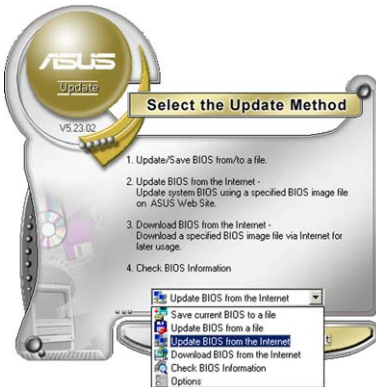 ASUS
Update
V5.23.02
Select the Update Method
1. Update/Save BIOS from/to a file.
2. Update BIOS from the Internet -
Update system BIOS using a specified BIOS image file
on ASUS Web Site.
3. Download BIOS from the Internet -
Download a specified BIOS image file via Internet for
later usage.
4. Check BIOS Information
Update BIOS from the Internet
Save current BIOS to a file
Update BIOS from a file
Update BIOS from the Internet
Download BIOS from the Internet
Check BIOS Information
Options